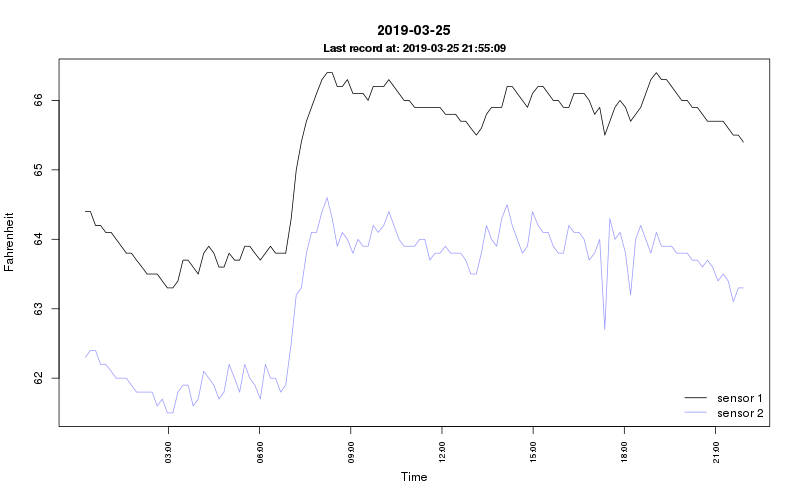 2019-03-25
Last record at: 2019-03-25 21:55:09
Fahrenheit
66
65
64
63
62
sensor 1
sensor 2
03:00
06:00
09:00
12:00
15:00
18:00
21:00
Time